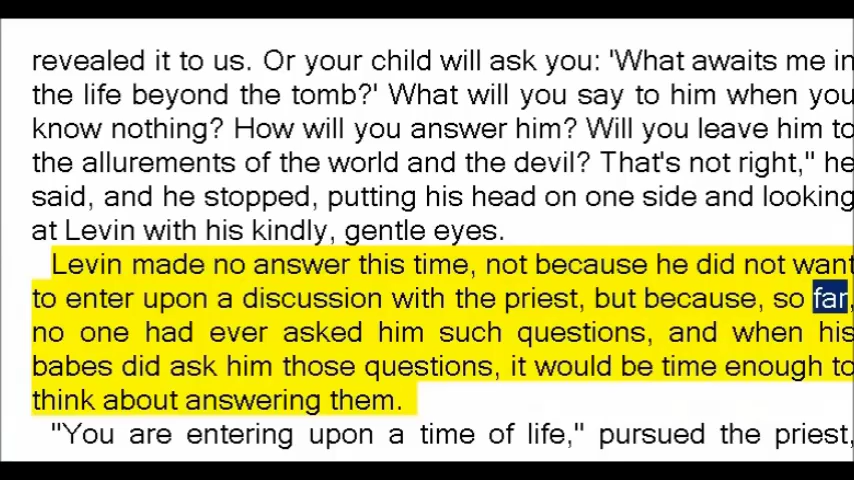 revealed it to us. Or your child will ask you: 'What awaits me in
the life beyond the tomb?' What will you say to him when you
know nothing? How will you answer him? Will you leave him to
the allurements of the world and the devil? That's not right," he
said, and he stopped, putting his head on one side and looking
at Levin with his kindly, gentle eyes.
Levin made no answer this time, not because he did not want
to enter upon a discussion with the priest, but because, so far,
no one had ever asked him such questions, and when his
babes did ask him those questions, it would be time enough to
think about answering them.
"You are entering upon a time of life," pursued the priest,